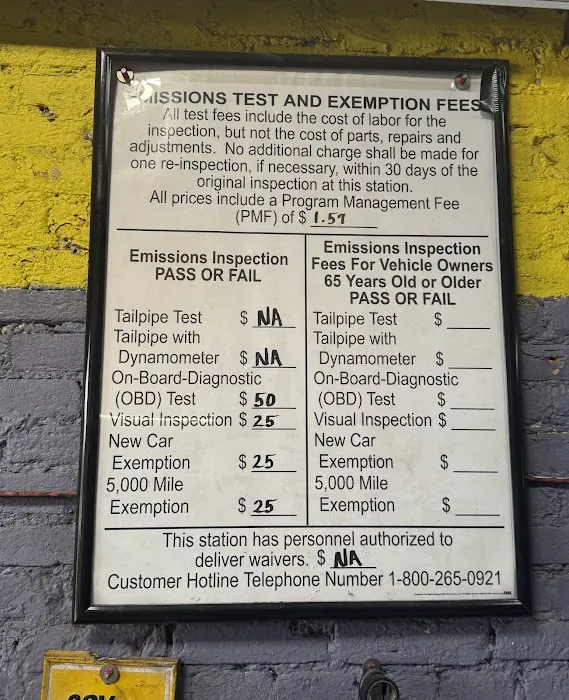 MISSIONS TEST AND EXEMPTION FEES
All test fees include the cost of labor for the
inspection, but not the cost of parts, repairs and
adjustments. No additional charge shall be made for
one re-inspection, if necessary, within 30 days of the
original inspection at this station.
All prices include a Program Management Fee
(PMF) of $ 1.57
Emissions Inspection
PASS OR FAIL
Tailpipe Test $ NA
Tailpipe with
Dynamometer $ NA
On-Board-Diagnostic
(OBD) Test $ 50
Visual Inspection $ 25
New Car
Exemption $ 25
5,000 Mile
Exemption $ 25
Emissions Inspection
Fees For Vehicle Owners
65 Years Old or Older
PASS OR FAIL
Tailpipe Test $
Tailpipe with
Dynamometer $
On-Board-Diagnostic
(OBD) Test $
Visual Inspection $
New Car
Exemption $
5,000 Mile
Exemption $
This station has personnel authorized to
deliver waivers. $ NA
Customer Hotline Telephone Number 1-800-265-0921